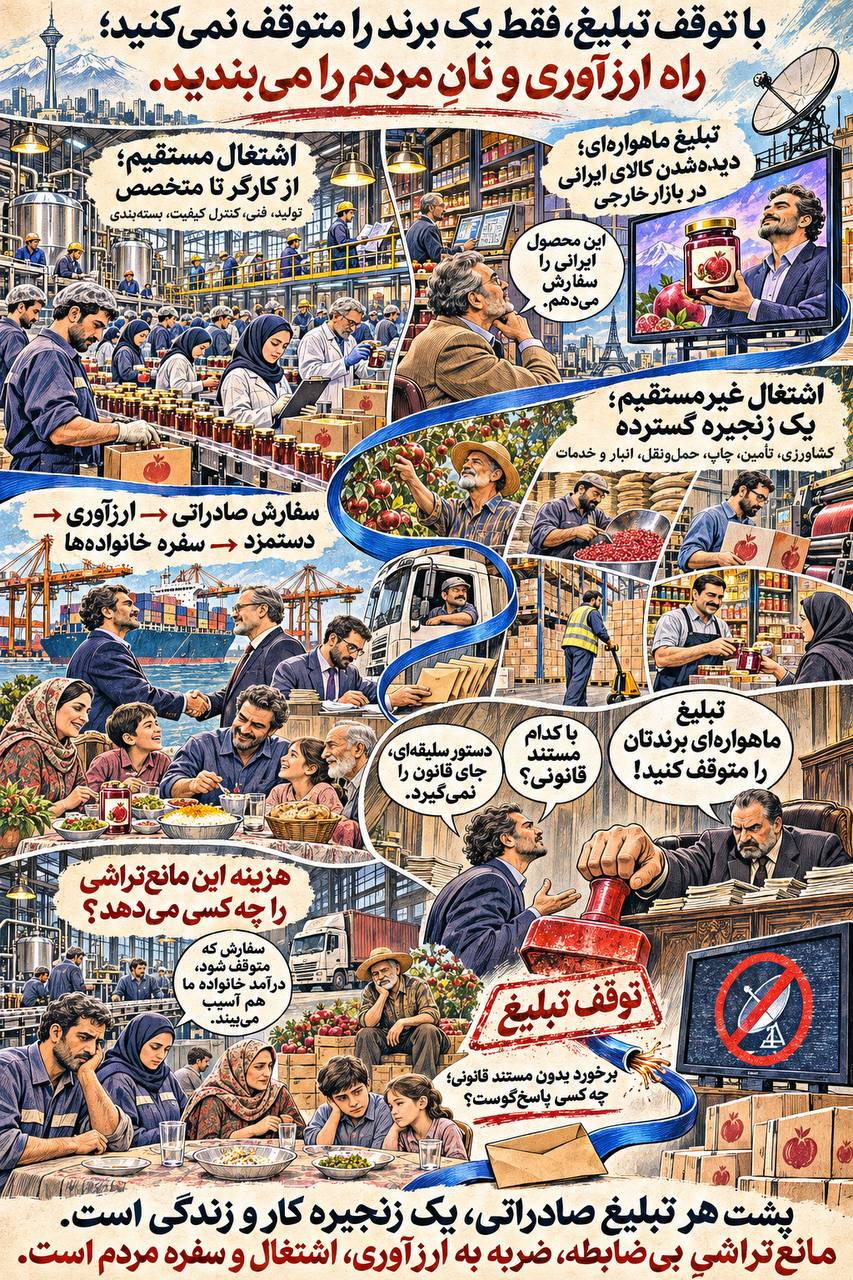 با توقف تبلیغ، فقط یک برند را متوقف نمی‌کنید؛
راه ارزآوری و نانِ مردم را می‌بندید.
اشتغال مستقیم؛
از کارگر تا متخصص
تولید، فنی، کنترل کیفیت، بسته‌بندی
تبلیغ ماهواره‌ای؛
دیده‌شدن کالای ایرانی
در بازار خارجی
این محصول
ایرانی را
سفارش
می‌دهم.
اشتغال غیرمستقیم؛
یک زنجیره گسترده
کشاورزی، تأمین، چاپ، حمل‌ونقل، انبار و خدمات
سفارش صادراتی → ارزآوری →
دستمزد → سفره خانواده‌ها
تبلیغ
ماهواره‌ای برندتان
را متوقف کنید!
با کدام
مستند
قانونی؟
دستور سلیقه‌ای،
جای قانون را
نمی‌گیرد.
هزینه این مانع‌تراشی
را چه کسی می‌دهد؟
سفارش که
متوقف شود،
درآمد خانواده ما
هم آسیب
می‌بیند.
توقف تبلیغ
برخورد بدون مستند قانونی؛
چه کسی پاسخ‌گوست؟
پشت هر تبلیغ صادراتی، یک زنجیره کار و زندگی است.
مانع‌تراشیِ بی‌ضابطه، ضربه به ارزآوری، اشتغال و سفره مردم است.